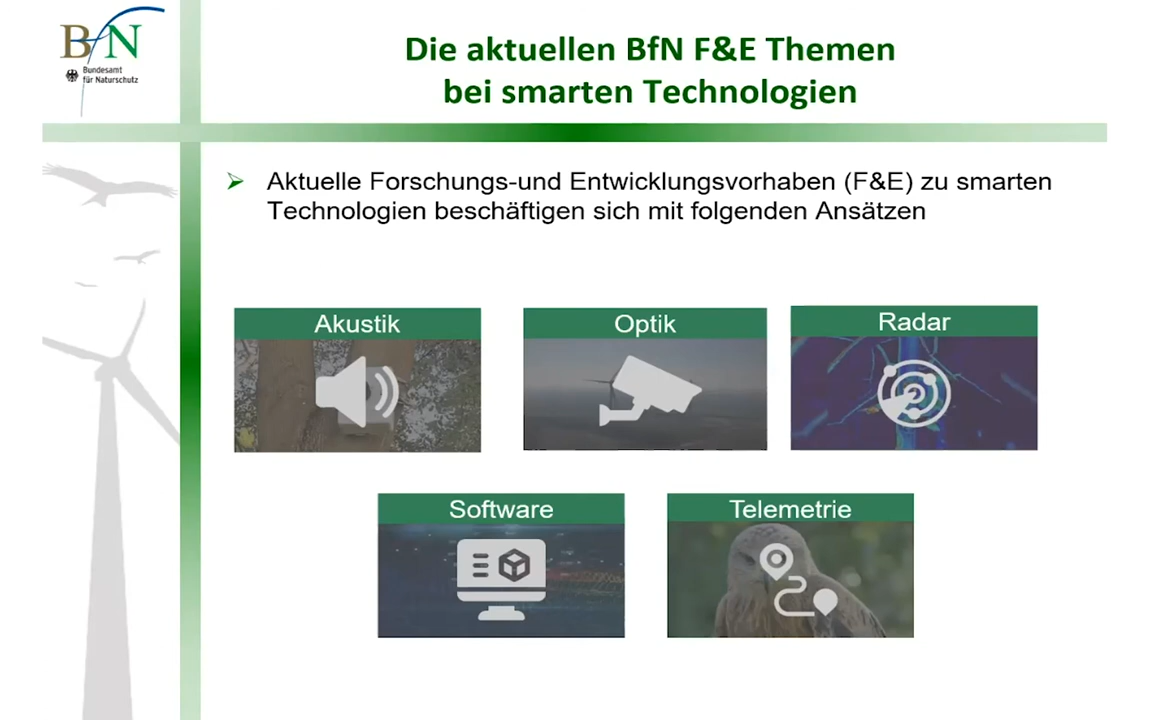 BfN
Bundesamt
für Naturschutz
Die aktuellen BfN F&E Themen
bei smarten Technologien
Aktuelle Forschungs-und Entwicklungsvorhaben (F&E) zu smarten
Technologien beschäftigen sich mit folgenden Ansätzen
Akustik
Optik
Radar
Software
Telemetrie